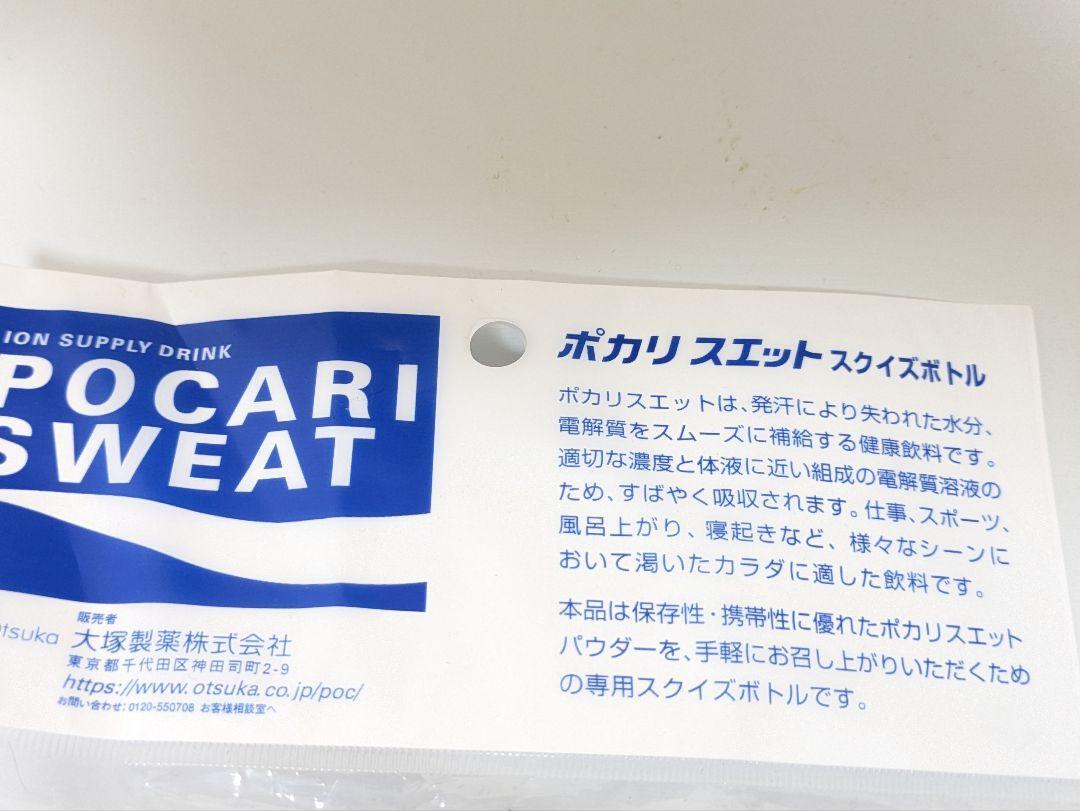 ION SUPPLY DRINK
POCARI
SWEAT
販売者
Otsuka 大塚製薬株式会社
東京都千代田区神田司町2-9
https://www.otsuka.co.jp/poc/
お問い合わせ:0120-550708 お客様相談室へ
ポカリスエット スクイズボトル
ポカリスエットは、発汗により失われた水分、
電解質をスムーズに補給する健康飲料です。
適切な濃度と体液に近い組成の電解質溶液の
ため、すばやく吸収されます。仕事、スポーツ、
風呂上がり、寝起きなど、様々なシーンに
おいて渇いたカラダに適した飲料です。
本品は保存性・携帯性に優れたポカリスエット
パウダーを、手軽にお召し上がりいただくため
の専用スクイズボトルです。